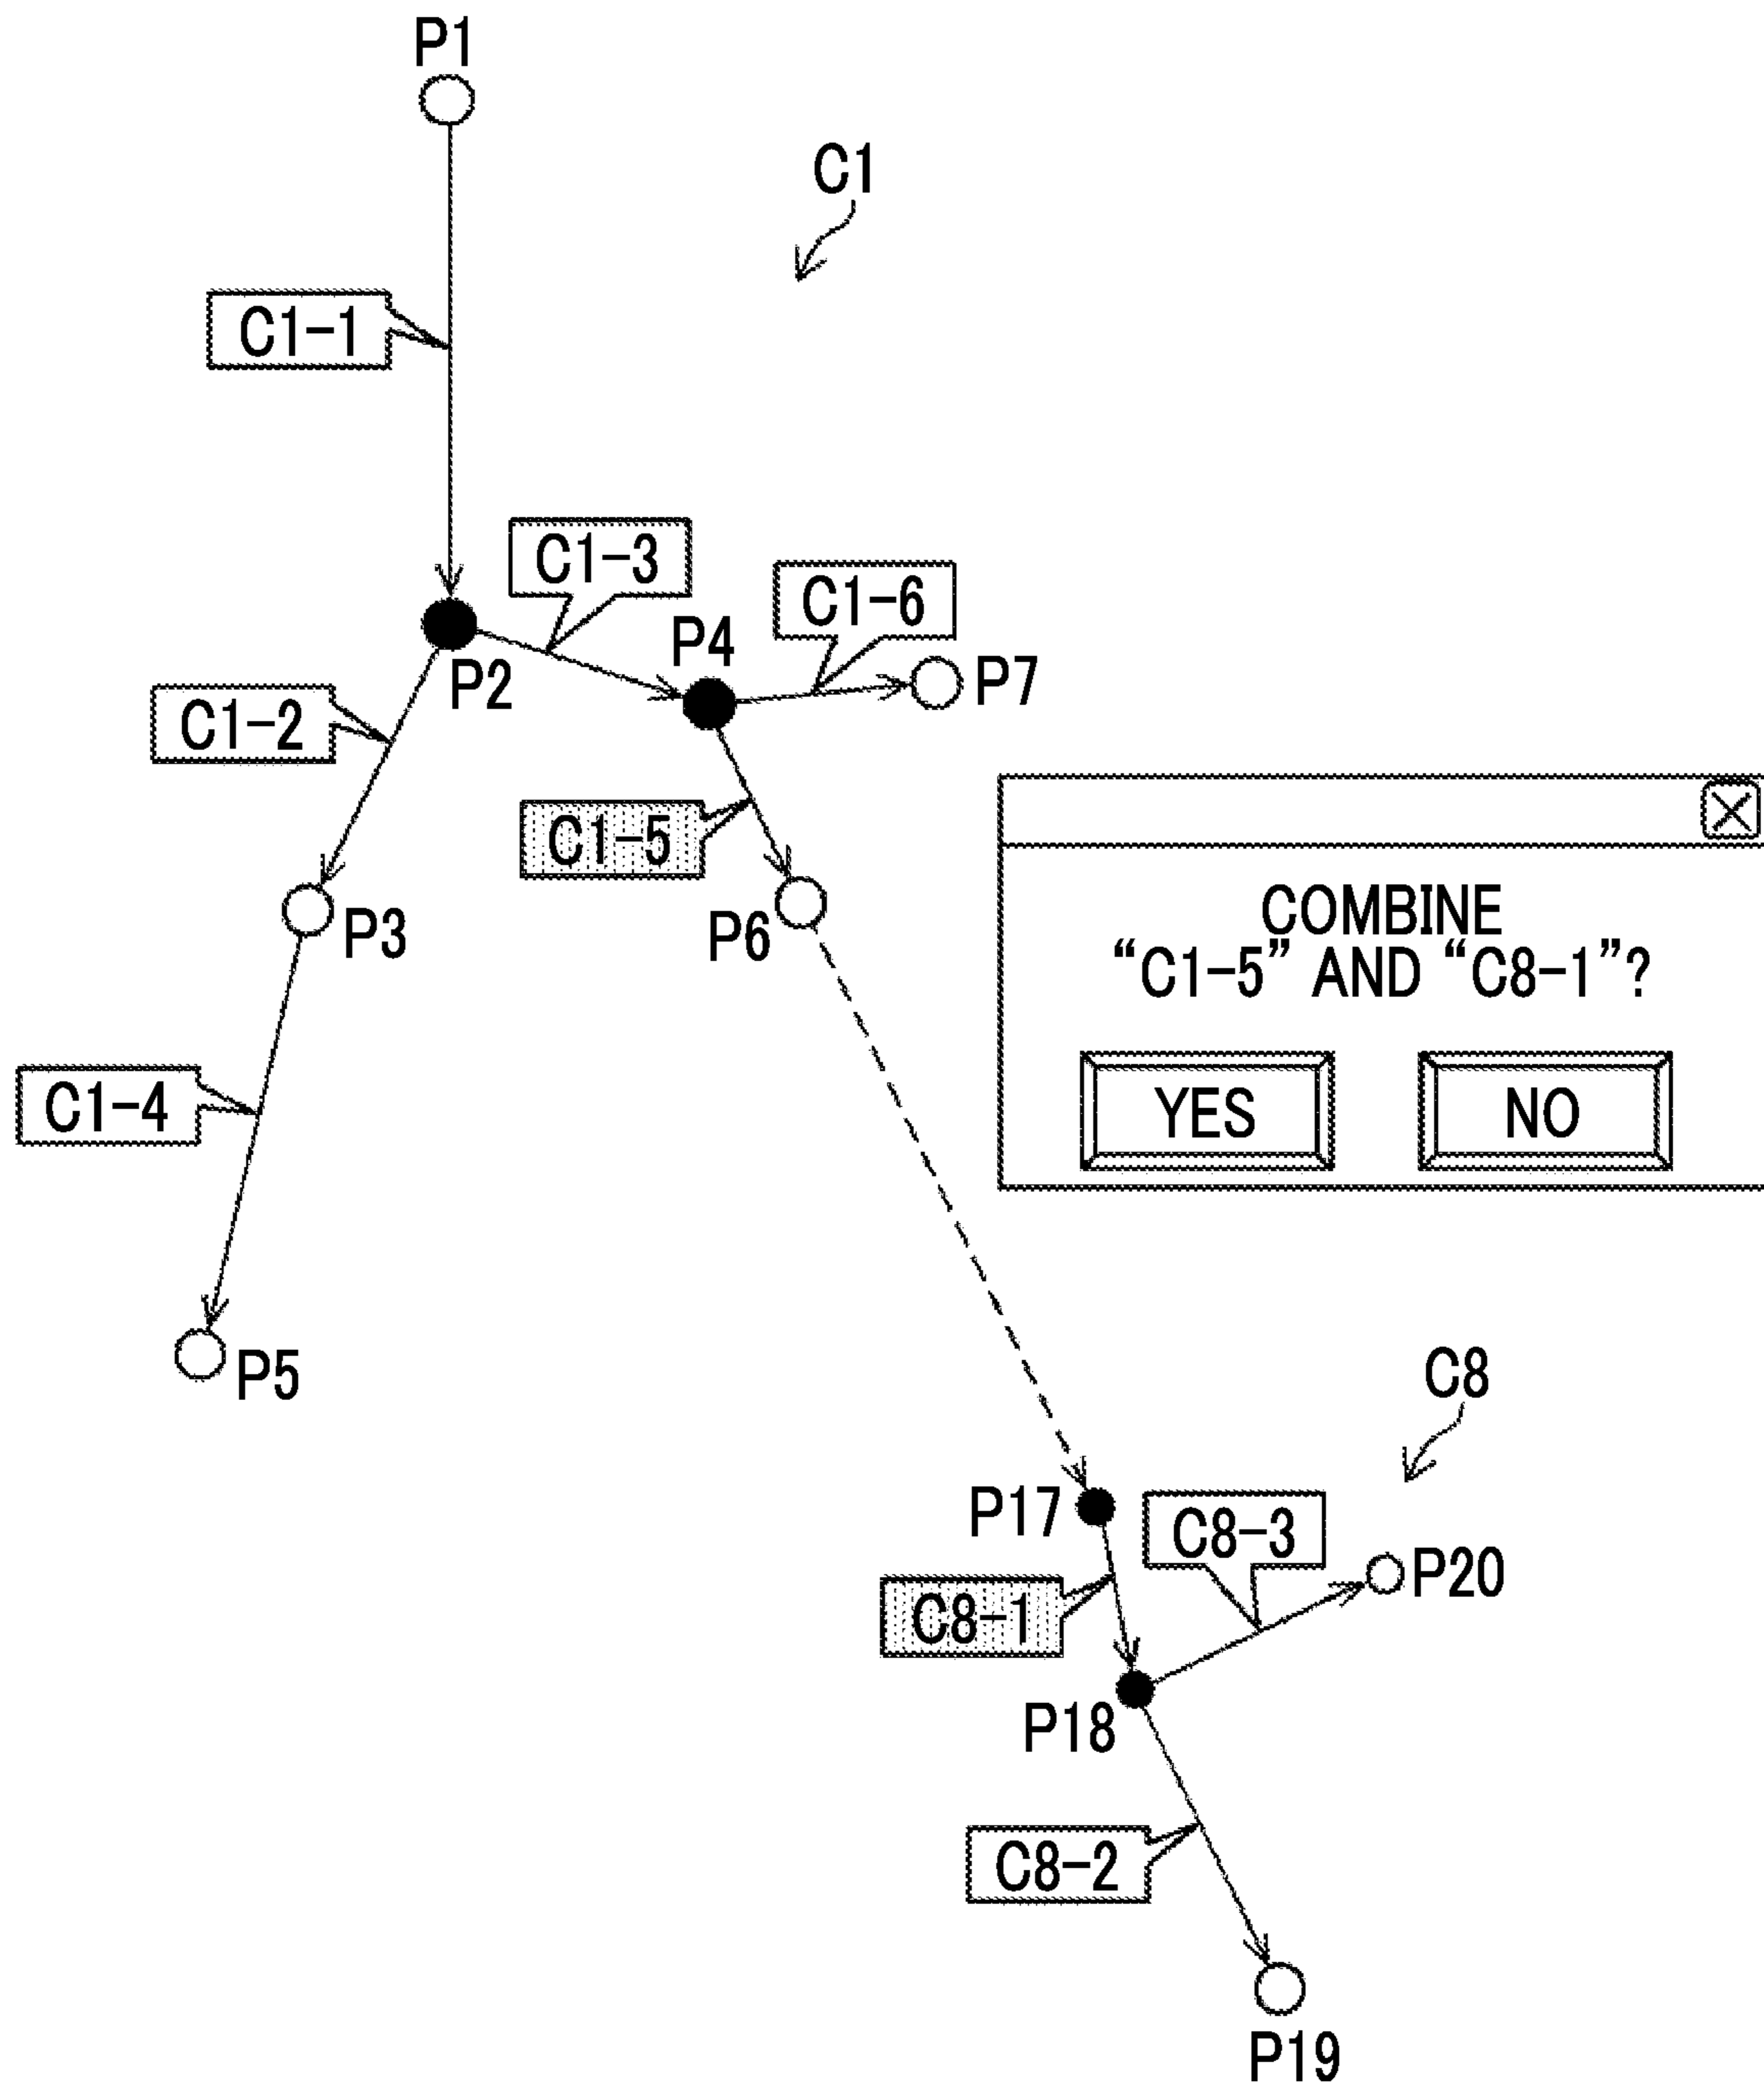 P1
C1
C1-1
C1-3
C1-6
P4
P7
P2
C1-2
C1-5
P3
P6
COMBINE
“C1-5” AND “C8-1”?
YES
NO
C1-4
P5
C8
P17
C8-3
P20
C8-1
P18
C8-2
P19